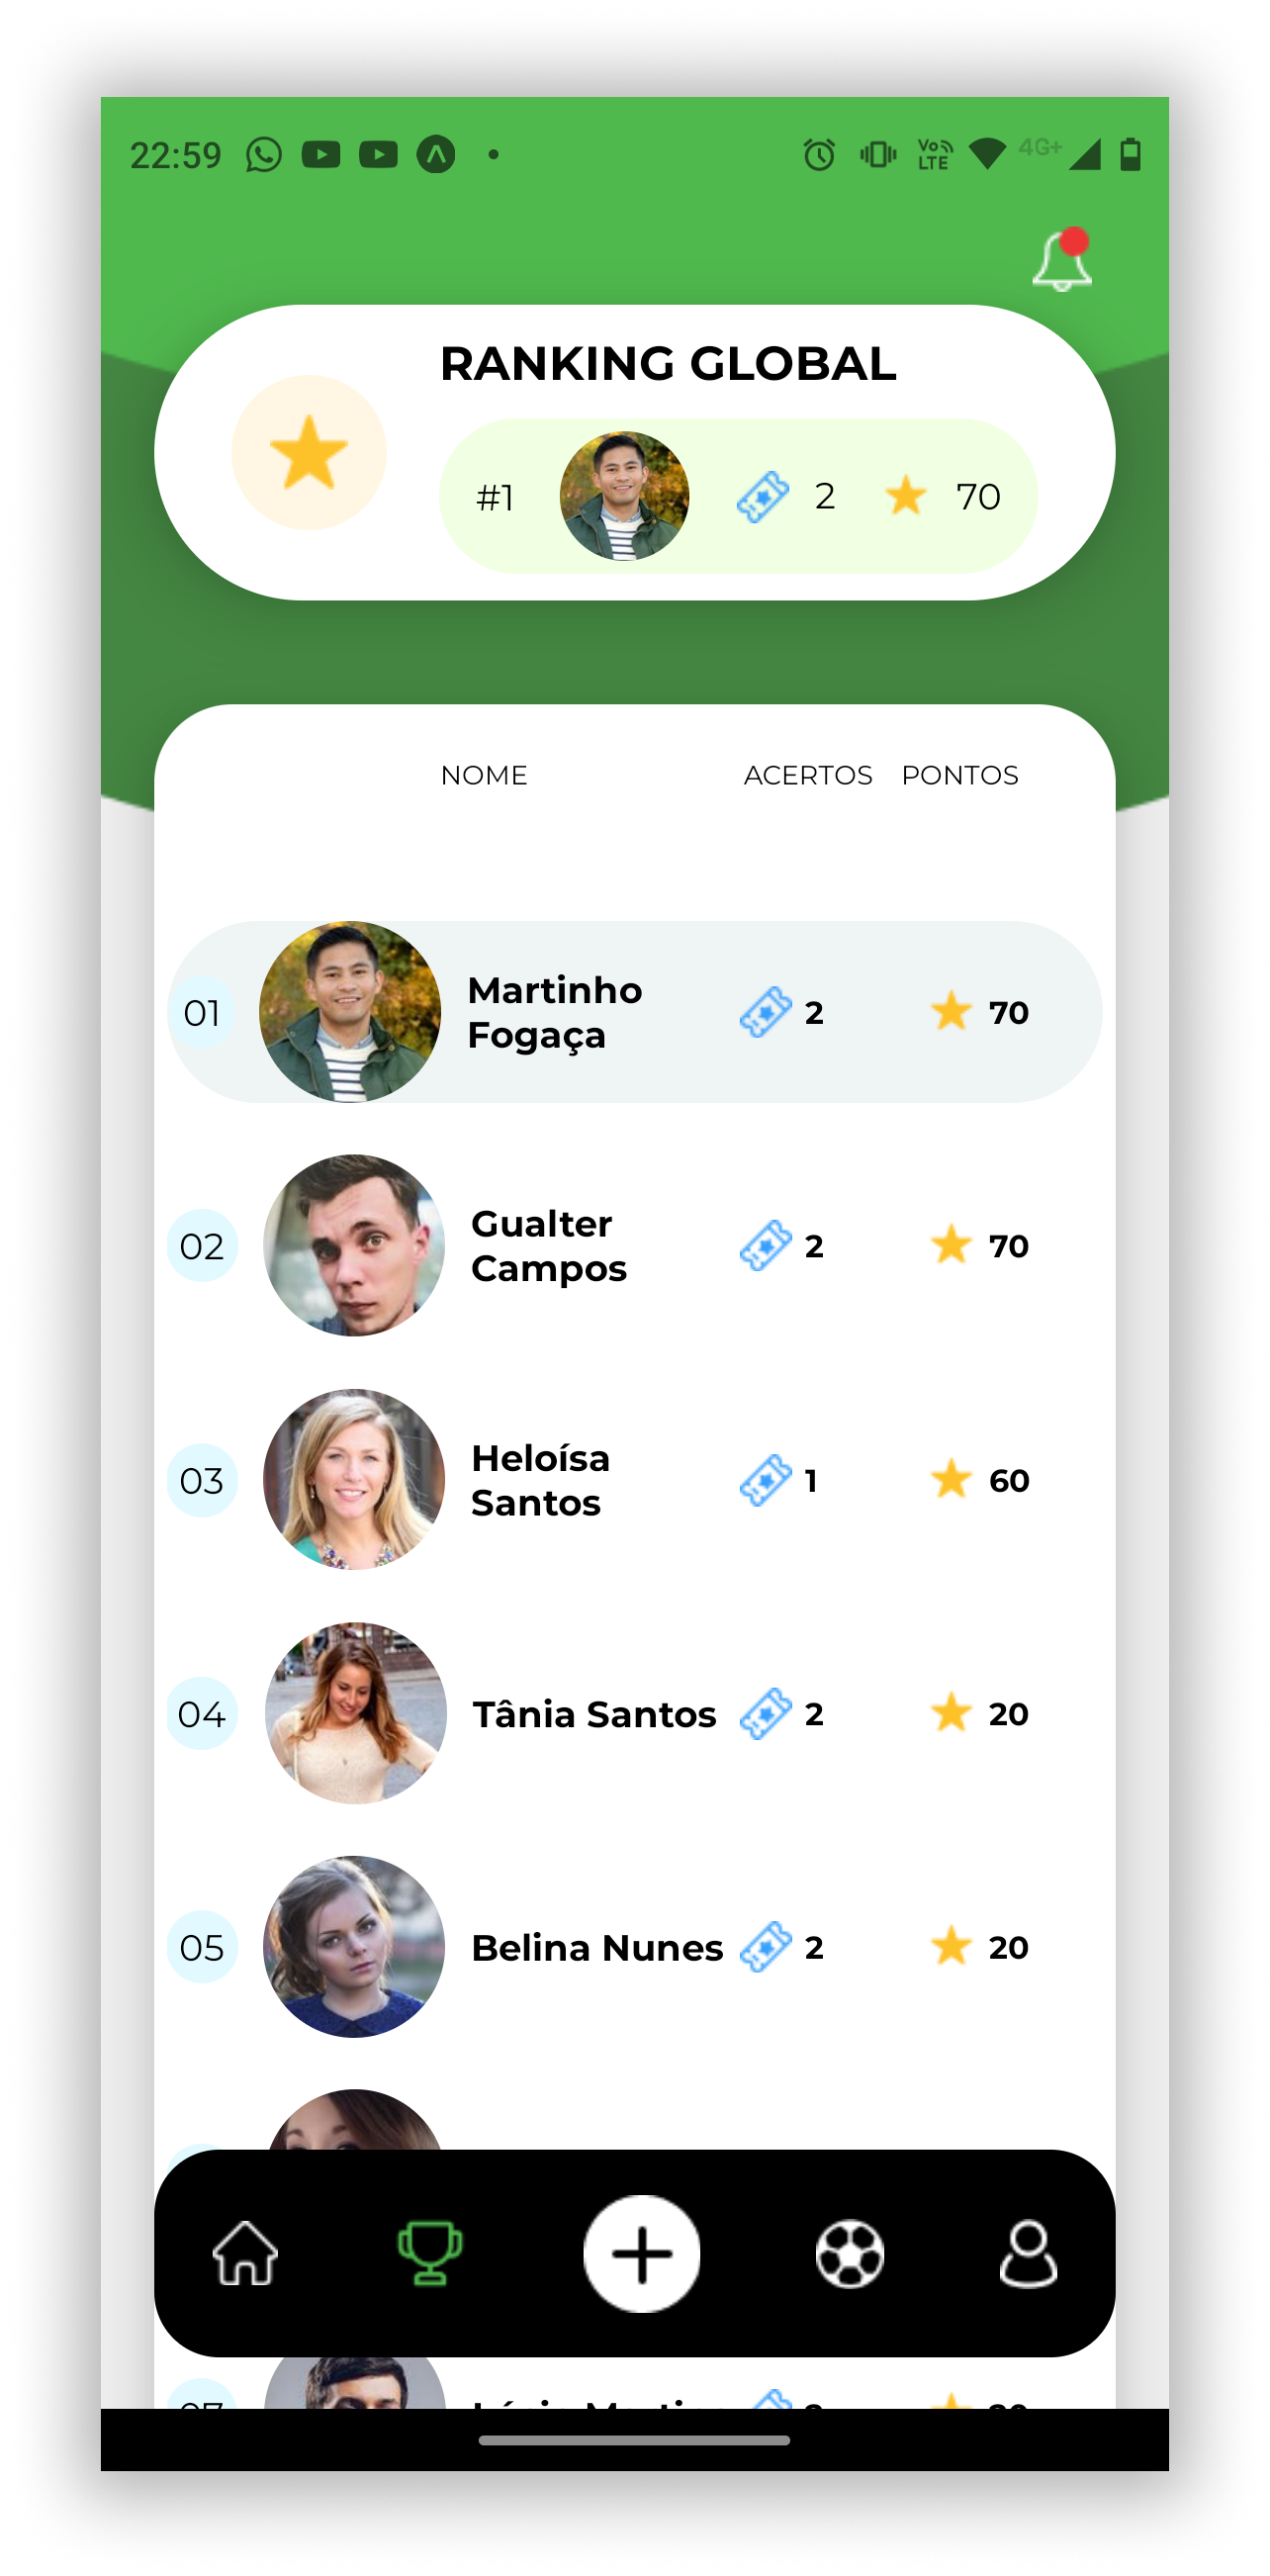 22:59
Vo LTE 4G+
RANKING GLOBAL
#1 2 70
NOME ACERTOS PONTOS
01 Martinho Fogaça 2 70
02 Gualter Campos 2 70
03 Heloísa Santos 1 60
04 Tânia Santos 2 20
05 Belina Nunes 2 20